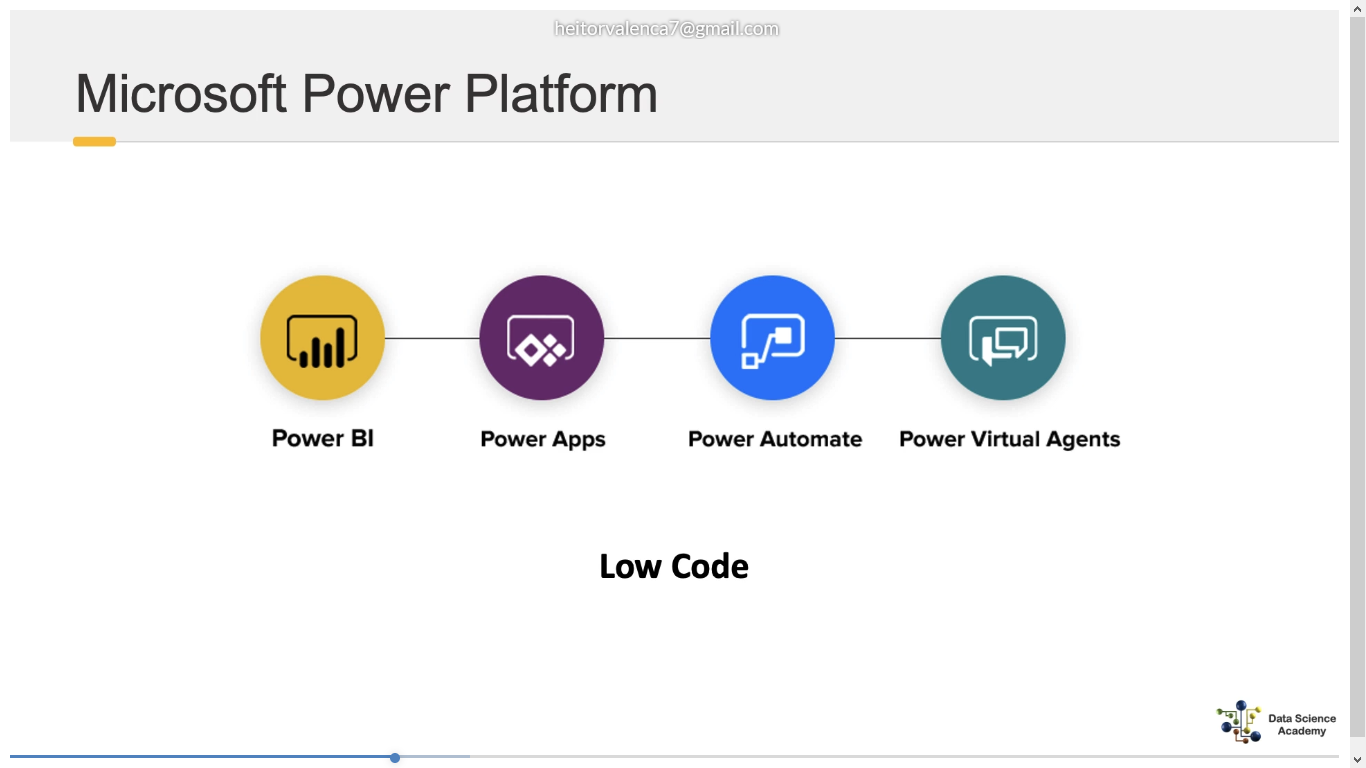 heitorvalenca7@gmail.com
Microsoft Power Platform
Power BI
Power Apps
Power Automate
Power Virtual Agents
Low Code
Data Science
Academy